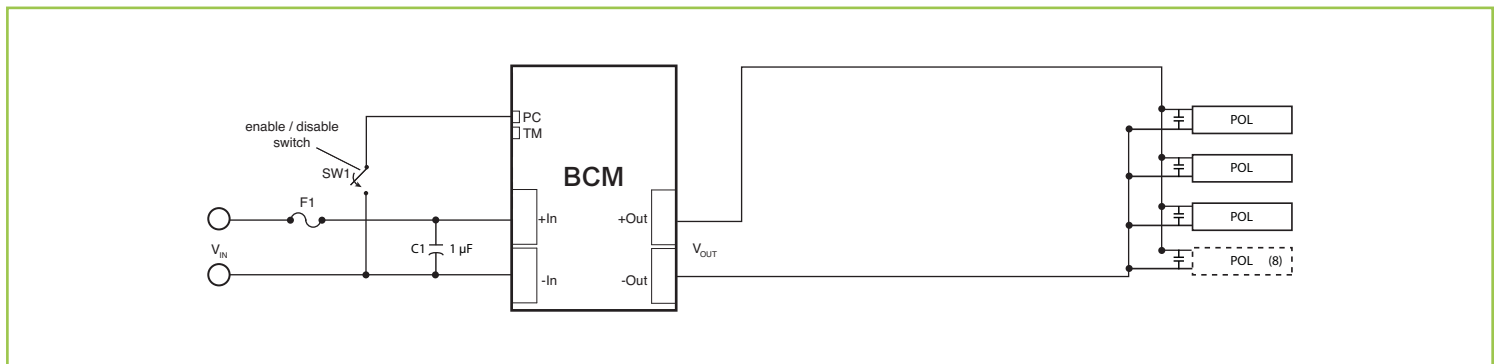 enable / disable
switch
SW1
F1
V_IN
C1 1 µF
PC
TM
BCM
+In
-In
+Out
-Out
V_OUT
POL
POL
POL
POL (8)